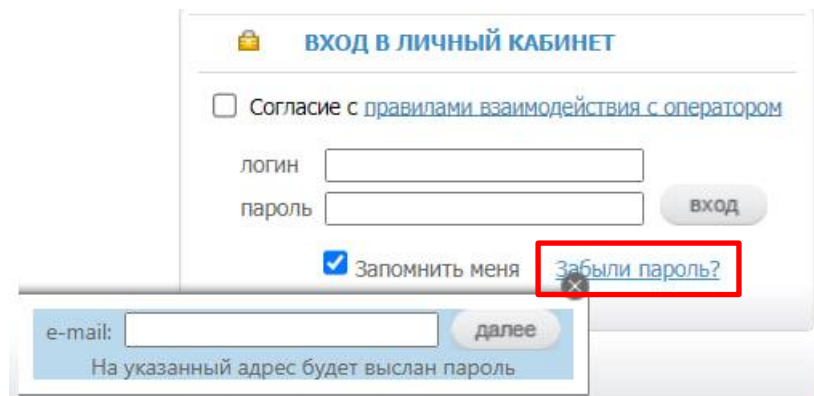 ВХОД В ЛИЧНЫЙ КАБИНЕТ
Согласие с правилами взаимодействия с оператором
логин
пароль вход
Запомнить меня Забыли пароль?
e-mail: далее
На указанный адрес будет выслан пароль